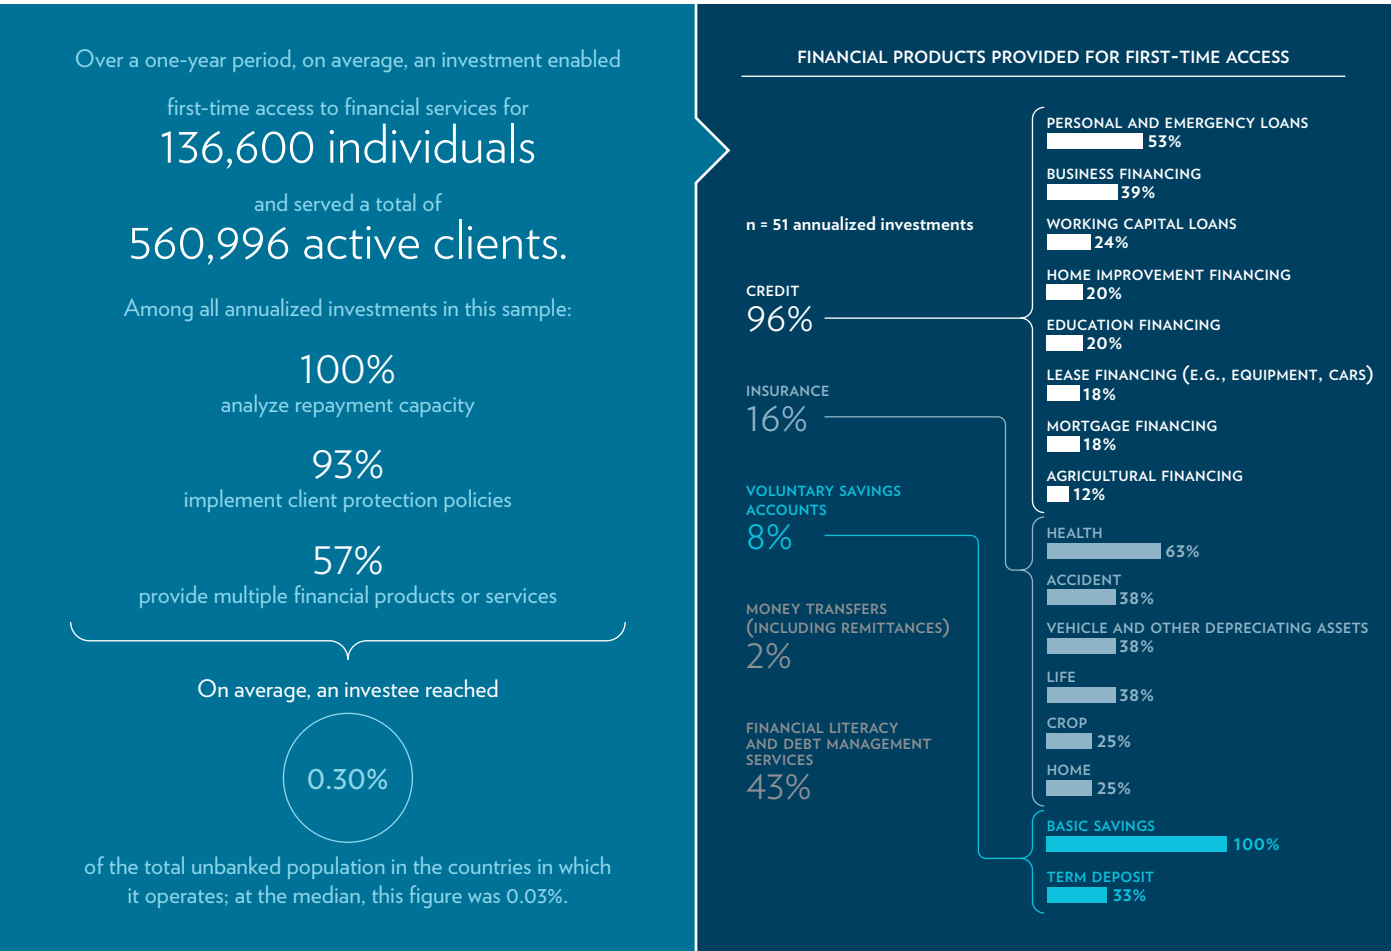 Over a one-year period, on average, an investment enabled
first-time access to financial services for
136,600 individuals
and served a total of
560,996 active clients.
Among all annualized investments in this sample:
100%
analyze repayment capacity
93%
implement client protection policies
57%
provide multiple financial products or services
On average, an investee reached
0.30%
of the total unbanked population in the countries in which
it operates; at the median, this figure was 0.03%.
FINANCIAL PRODUCTS PROVIDED FOR FIRST-TIME ACCESS
n = 51 annualized investments
CREDIT
96%
INSURANCE
16%
VOLUNTARY SAVINGS
ACCOUNTS
8%
MONEY TRANSFERS
(INCLUDING REMITTANCES)
2%
FINANCIAL LITERACY
AND DEBT MANAGEMENT
SERVICES
43%
PERSONAL AND EMERGENCY LOANS
53%
BUSINESS FINANCING
39%
WORKING CAPITAL LOANS
24%
HOME IMPROVEMENT FINANCING
20%
EDUCATION FINANCING
20%
LEASE FINANCING (E.G., EQUIPMENT, CARS)
18%
MORTGAGE FINANCING
18%
AGRICULTURAL FINANCING
12%
HEALTH
63%
ACCIDENT
38%
VEHICLE AND OTHER DEPRECIATING ASSETS
38%
LIFE
38%
CROP
25%
HOME
25%
BASIC SAVINGS
100%
TERM DEPOSIT
33%